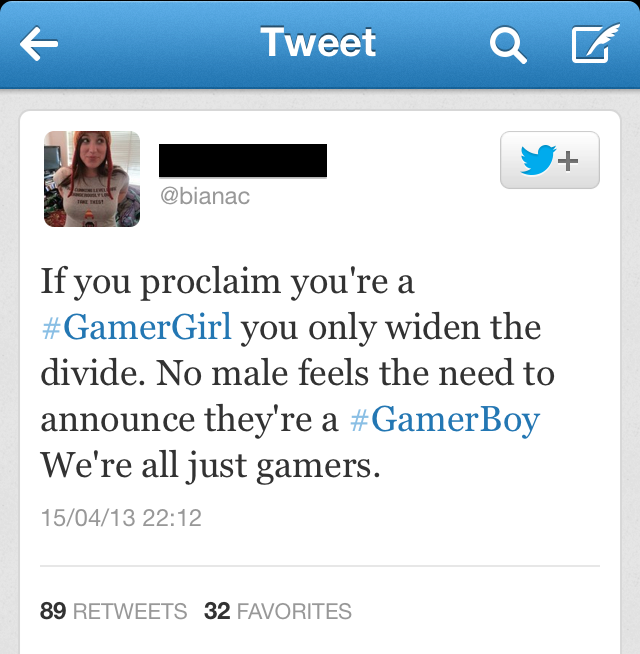 Tweet
@bianac
If you proclaim you're a
#GamerGirl you only widen the
divide. No male feels the need to
announce they're a #GamerBoy
We're all just gamers.
15/04/13 22:12
89 RETWEETS 32 FAVORITES